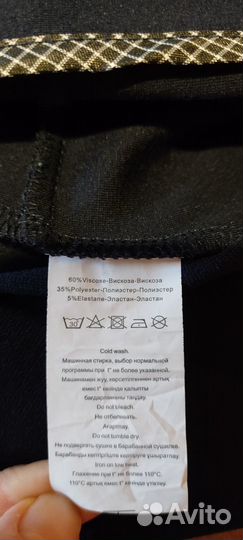 60%Viscose-Вискоза-Вискоза
35%Polyester-Полиэстер-Полиэстер
5%Elastane-Эластан-Эластан
30
Cold wash.
Машинная стирка, выбор нормальной
программы при t° не более указанной.
Машинамен жуу, көрсетілгеннен артық
емес t° кезінде қалыпты
бағдарламаны таңдау.
Do not bleach.
Не отбеливать.
Ағартпау.
Do not tumble dry.
Не подвергать сушке в барабанной сушилке.
Барабанды кептіргіште кептіруге ұшыратпау.
Iron on low heat.
Глажение при t° не более 110°C.
110°C артық емес t° кезінде үтіктеу.
Avito